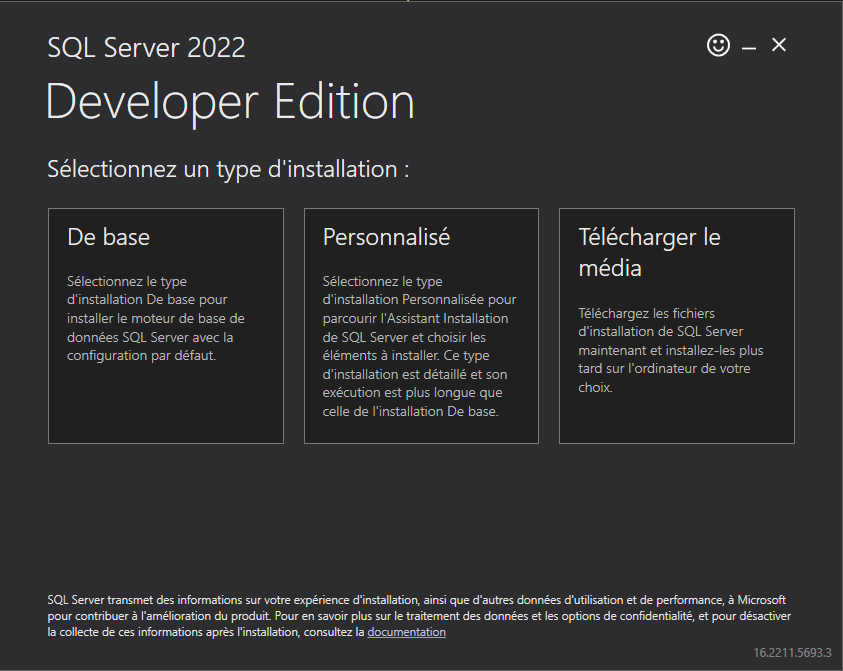 SQL Server 2022
Developer Edition
Sélectionnez un type d'installation :
De base
Sélectionnez le type
d'installation De base pour
installer le moteur de base de
données SQL Server avec la
configuration par défaut.
Personnalisé
Sélectionnez le type
d'installation Personnalisée pour
parcourir l'Assistant Installation
de SQL Server et choisir les
éléments à installer. Ce type
d'installation est détaillé et son
exécution est plus longue que
celle de l'installation De base.
Télécharger le
média
Téléchargez les fichiers
d'installation de SQL Server
maintenant et installez-les plus
tard sur l'ordinateur de votre
choix.
SQL Server transmet des informations sur votre expérience d'installation, ainsi que d'autres données d'utilisation et de performance, à Microsoft
pour contribuer à l'amélioration du produit. Pour en savoir plus sur le traitement des données et les options de confidentialité, et pour désactiver
la collecte de ces informations après l'installation, consultez la documentation
16.2211.5693.3